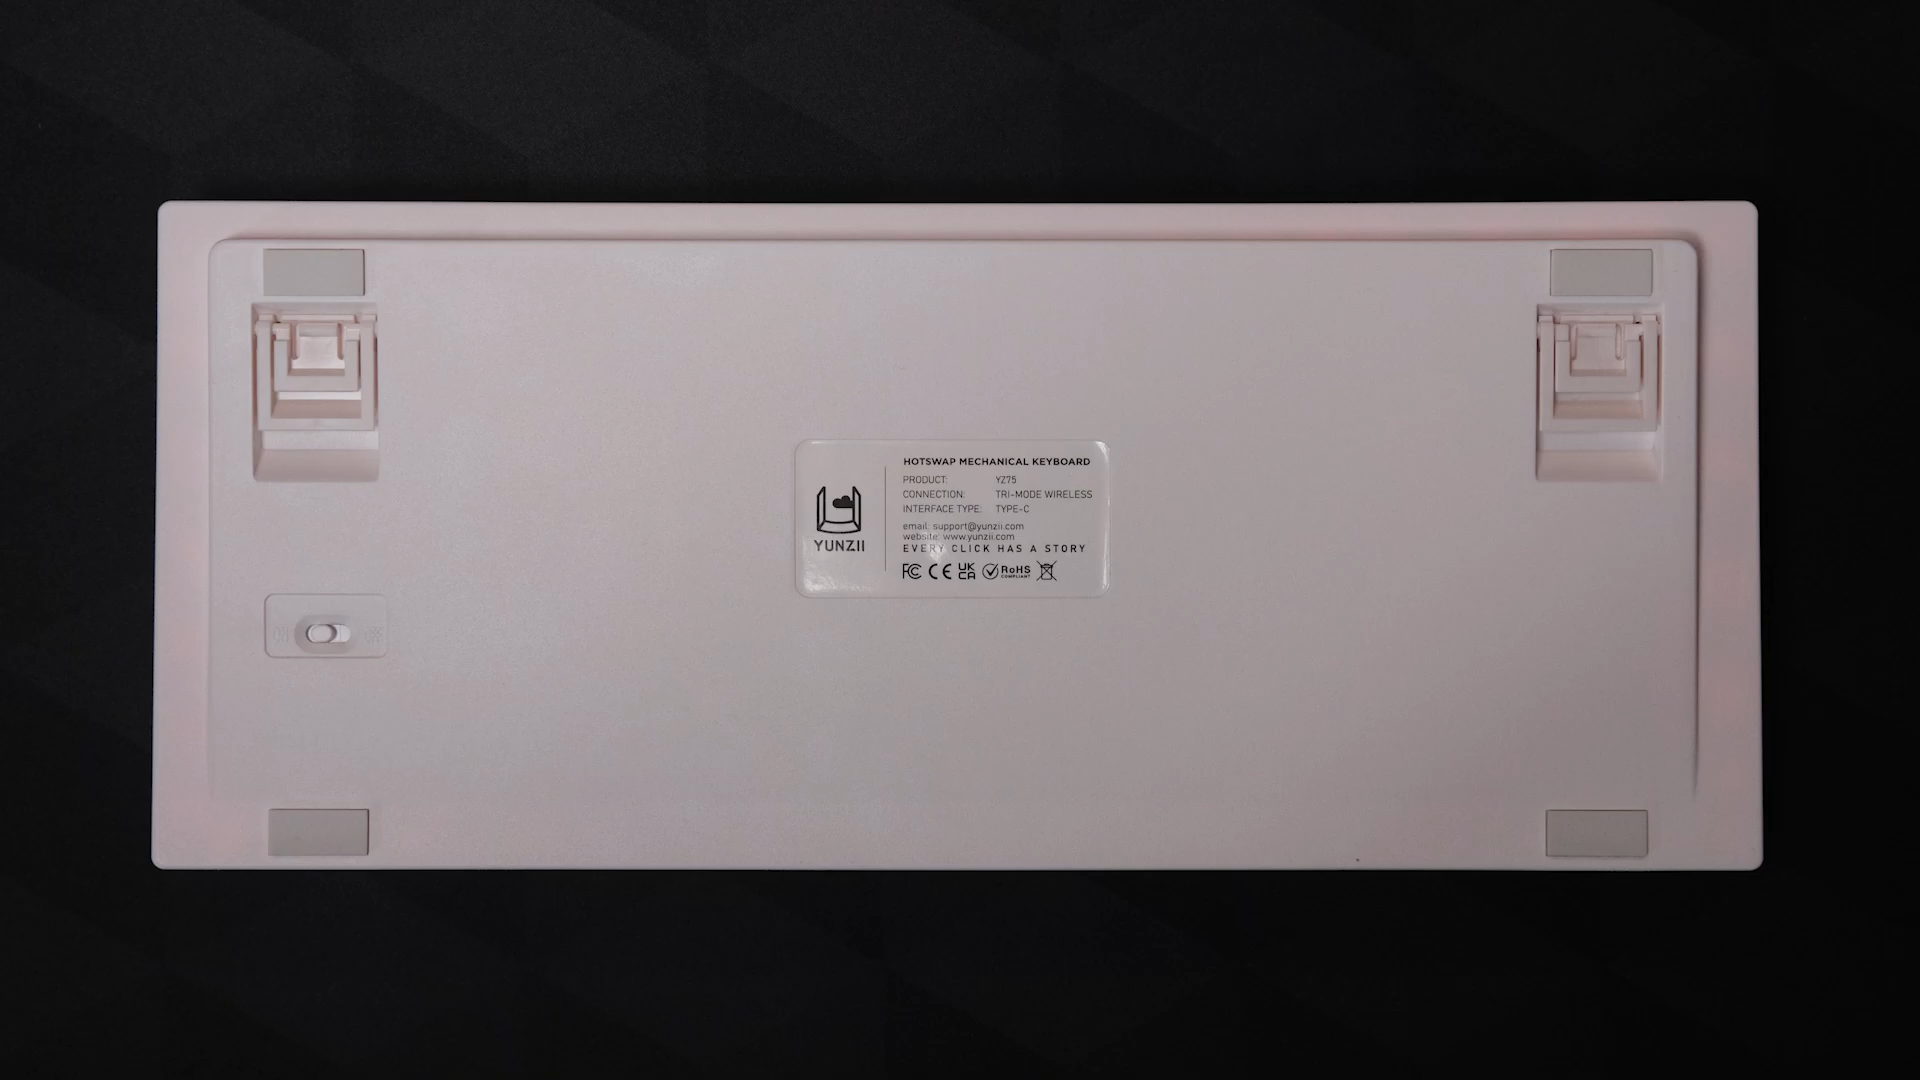 HOTSWAP MECHANICAL KEYBOARD
PRODUCT: YZ75
CONNECTION: TRI-MODE WIRELESS
INTERFACE TYPE: TYPE-C
email: support@yunzii.com
website: www.yunzii.com
EVERY CLICK HAS A STORY
YUNZII
FC CE UK CA RoHS COMPLIANT